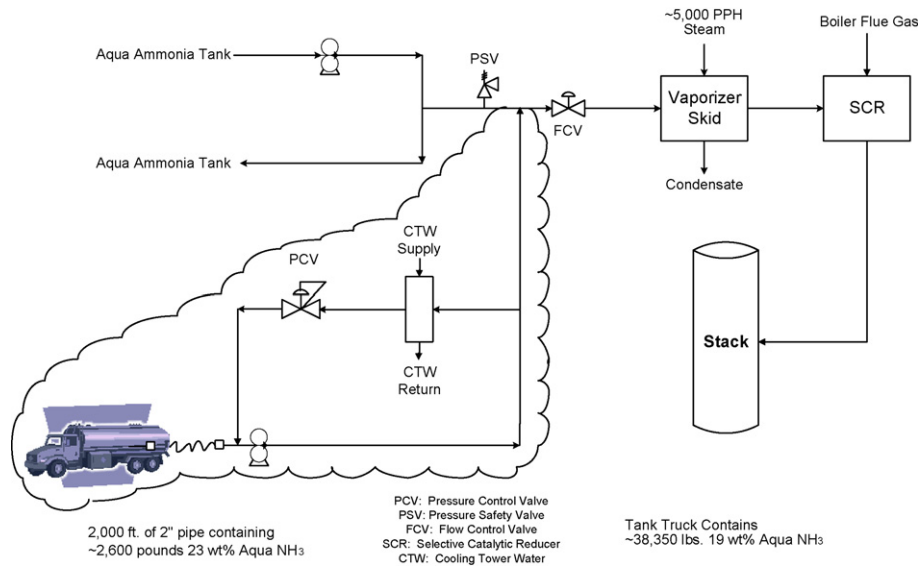 ~5,000 PPH
Steam
Boiler Flue Gas
Aqua Ammonia Tank
PSV
Vaporizer
Skid
SCR
FCV
Aqua Ammonia Tank
Condensate
CTW
Supply
PCV
Stack
CTW
Return
2,000 ft. of 2" pipe containing
~2,600 pounds 23 wt% Aqua NH3
PCV: Pressure Control Valve
PSV: Pressure Safety Valve
FCV: Flow Control Valve
SCR: Selective Catalytic Reducer
CTW: Cooling Tower Water
Tank Truck Contains
~38,350 lbs. 19 wt% Aqua NH3